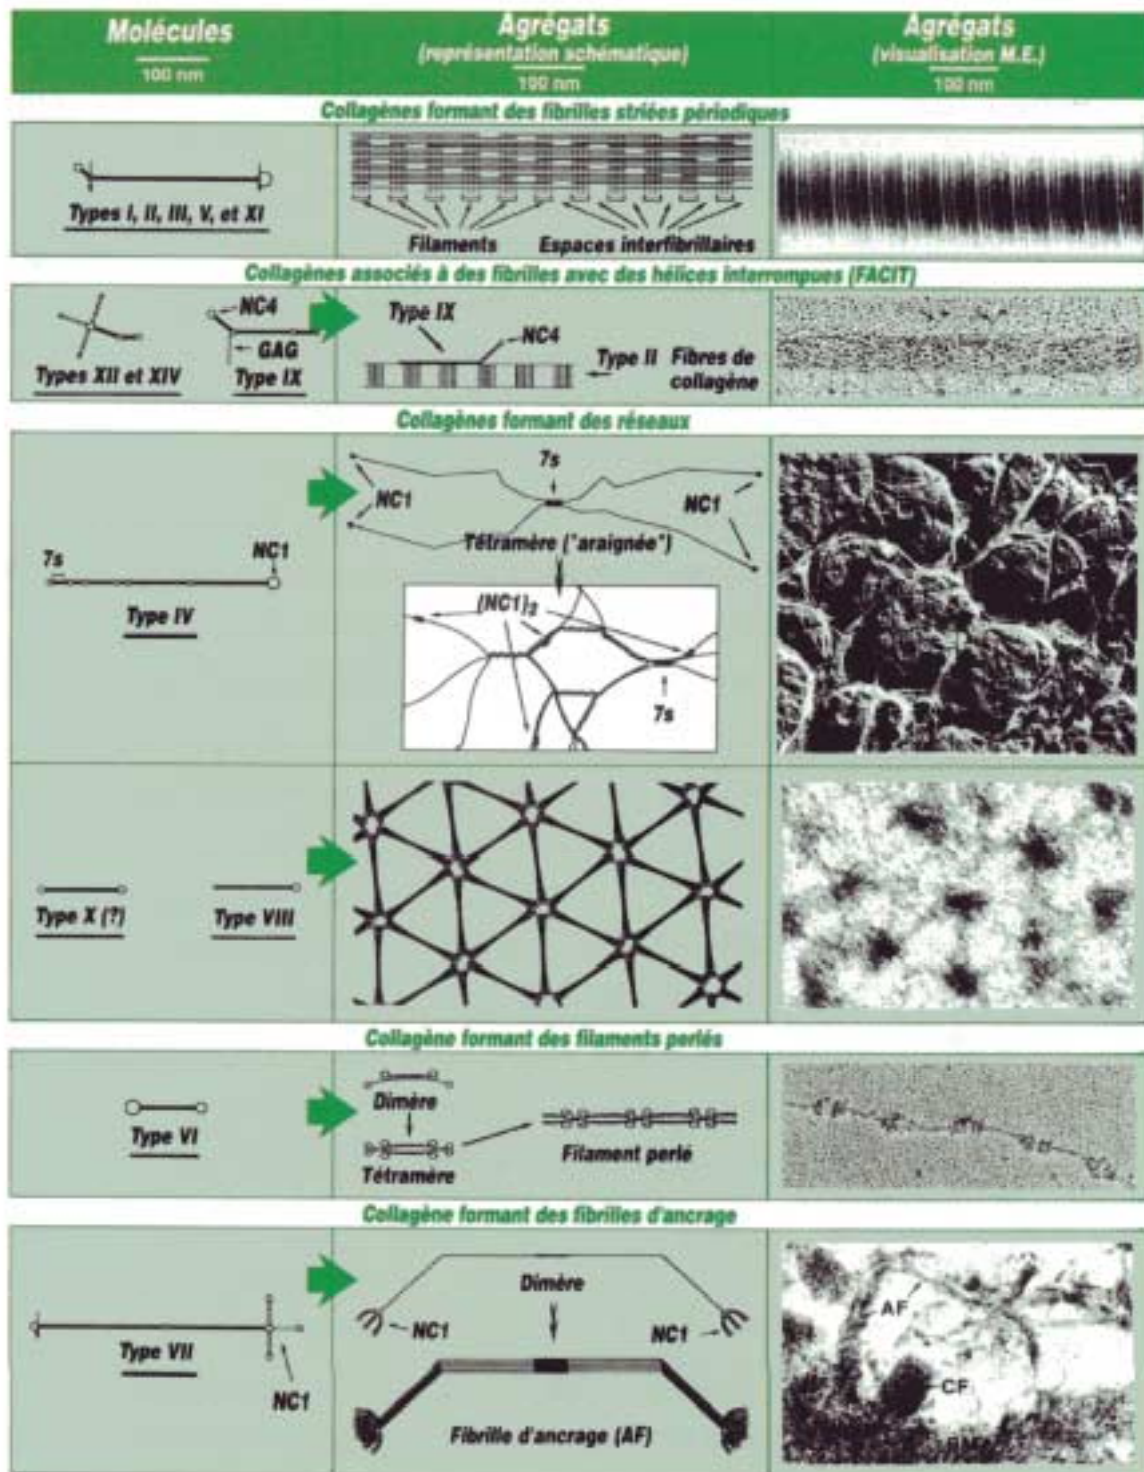 Molécules
100 nm
Agrégats
(représentation schématique)
100 nm
Agrégats
(visualisation M.E.)
100 nm
Collagènes formant des fibrilles striées périodiques
Types I, II, III, V, et XI
Filaments
Espaces interfibrillaires
Collagènes associés à des fibrilles avec des hélices interrompues (FACIT)
NC4
GAG
Types XII et XIV
Type IX
Type IX
NC4
Type II
Fibres de
collagène
Collagènes formant des réseaux
7s
NC1
Type IV
7s
NC1
NC1
Tétramère ("araignée")
(NC1)2
7s
Type X (?)
Type VIII
Collagène formant des filaments perlés
Type VI
Dimère
Tétramère
Filament perlé
Collagène formant des fibrilles d'ancrage
Type VII
NC1
Dimère
NC1
NC1
Fibrille d'ancrage (AF)
AF
CF